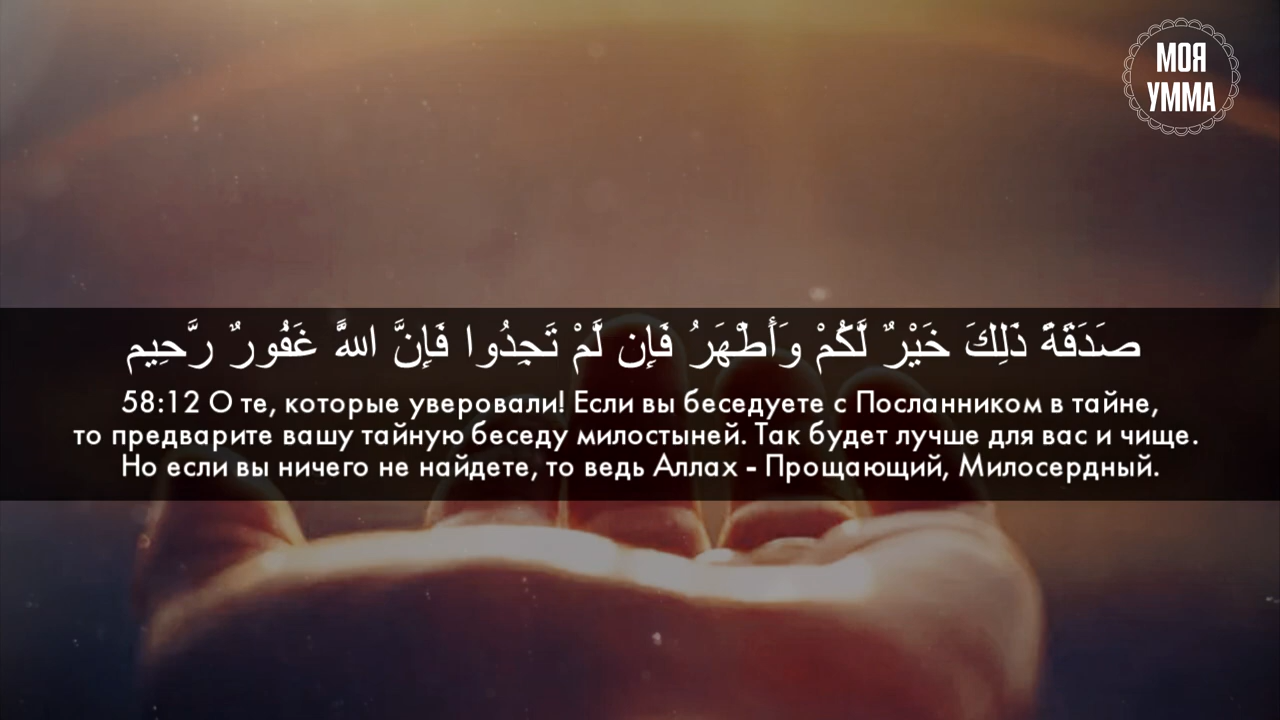 МОЯ
УММА
صَدَقَةً ذَلِكَ خَيْرٌ لَّكُمْ وَأَطْهَرُ فَإِن لَّمْ تَجِدُوا فَإِنَّ اللهَّ غَفُورٌ رَّحِيم
58:12 О те, которые уверовали! Если вы беседуете с Посланником в тайне,
то предварите вашу тайную беседу милостыней. Так будет лучше для вас и чище.
Но если вы ничего не найдете, то ведь Аллах - Прощающий, Милосердный.